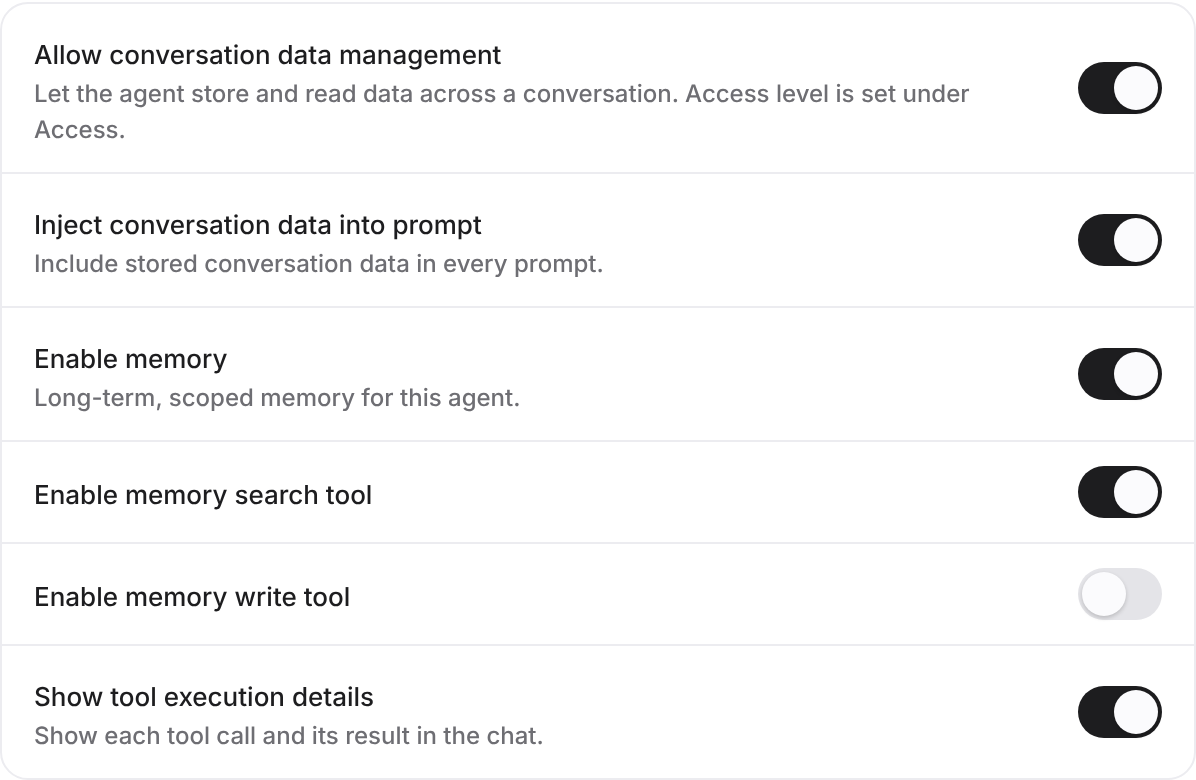 Allow conversation data management
Let the agent store and read data across a conversation. Access level is set under
Access.
Inject conversation data into prompt
Include stored conversation data in every prompt.
Enable memory
Long-term, scoped memory for this agent.
Enable memory search tool
Enable memory write tool
Show tool execution details
Show each tool call and its result in the chat.